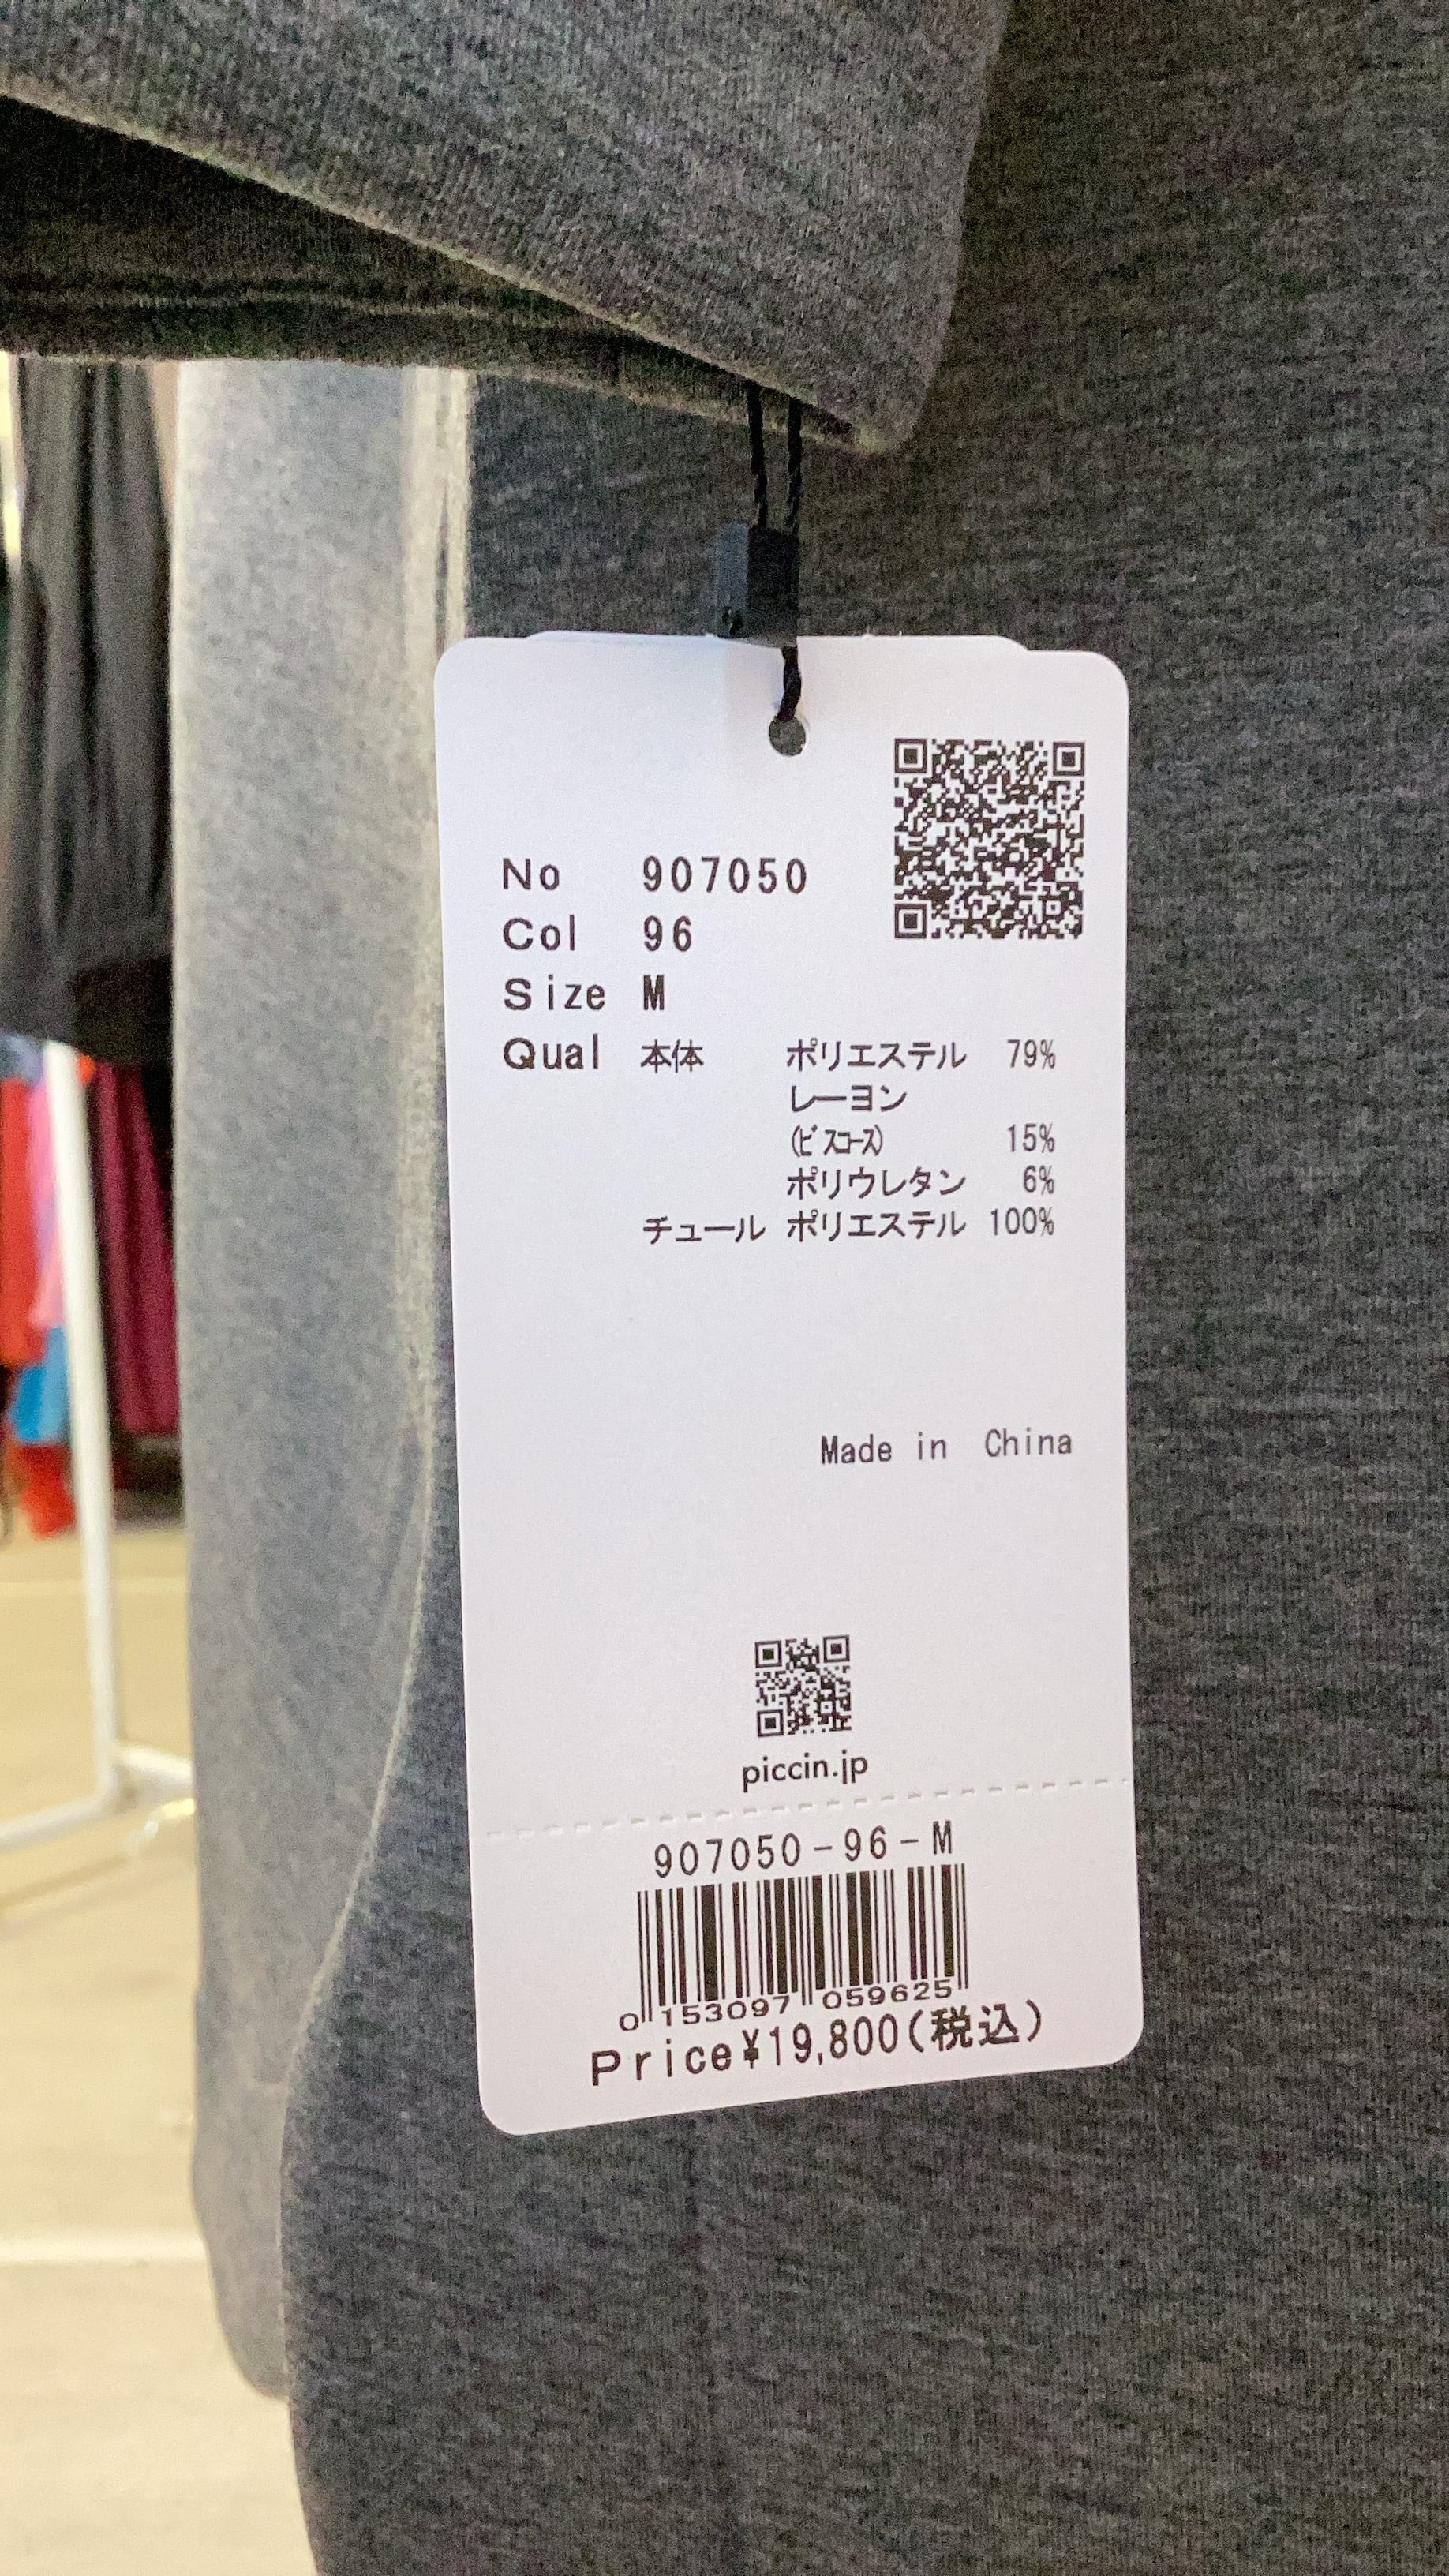 No 907050
Col 96
Size M
Qual 本体 ポリエステル 79%
レーヨン
(ビスコース) 15%
ポリウレタン 6%
チュール ポリエステル 100%
Made in China
piccin.jp
907050-96-M
0 153097 059625
Price¥19,800(税込)